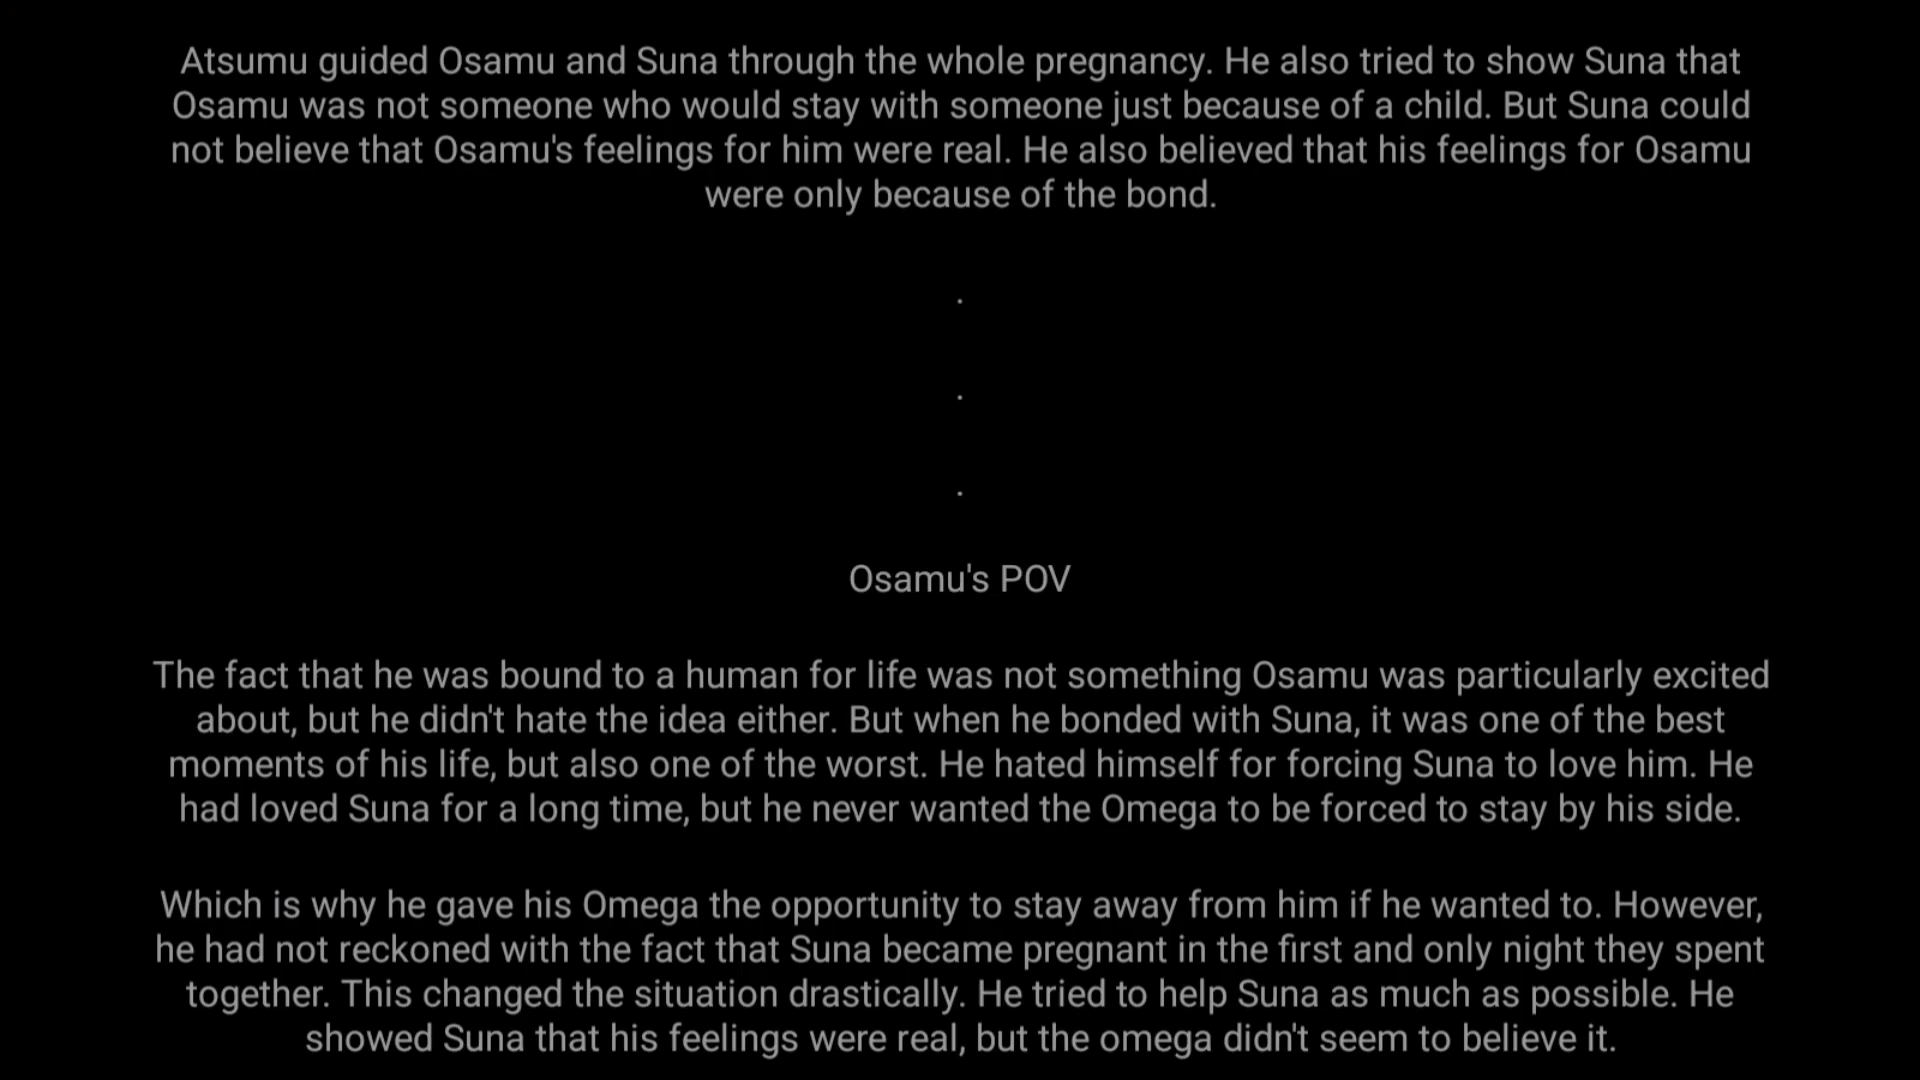 Atsumu guided Osamu and Suna through the whole pregnancy. He also tried to show Suna that
Osamu was not someone who would stay with someone just because of a child. But Suna could
not believe that Osamu's feelings for him were real. He also believed that his feelings for Osamu
were only because of the bond.
.
.
.
Osamu's POV
The fact that he was bound to a human for life was not something Osamu was particularly excited
about, but he didn't hate the idea either. But when he bonded with Suna, it was one of the best
moments of his life, but also one of the worst. He hated himself for forcing Suna to love him. He
had loved Suna for a long time, but he never wanted the Omega to be forced to stay by his side.
Which is why he gave his Omega the opportunity to stay away from him if he wanted to. However,
he had not reckoned with the fact that Suna became pregnant in the first and only night they spent
together. This changed the situation drastically. He tried to help Suna as much as possible. He
showed Suna that his feelings were real, but the omega didn't seem to believe it.